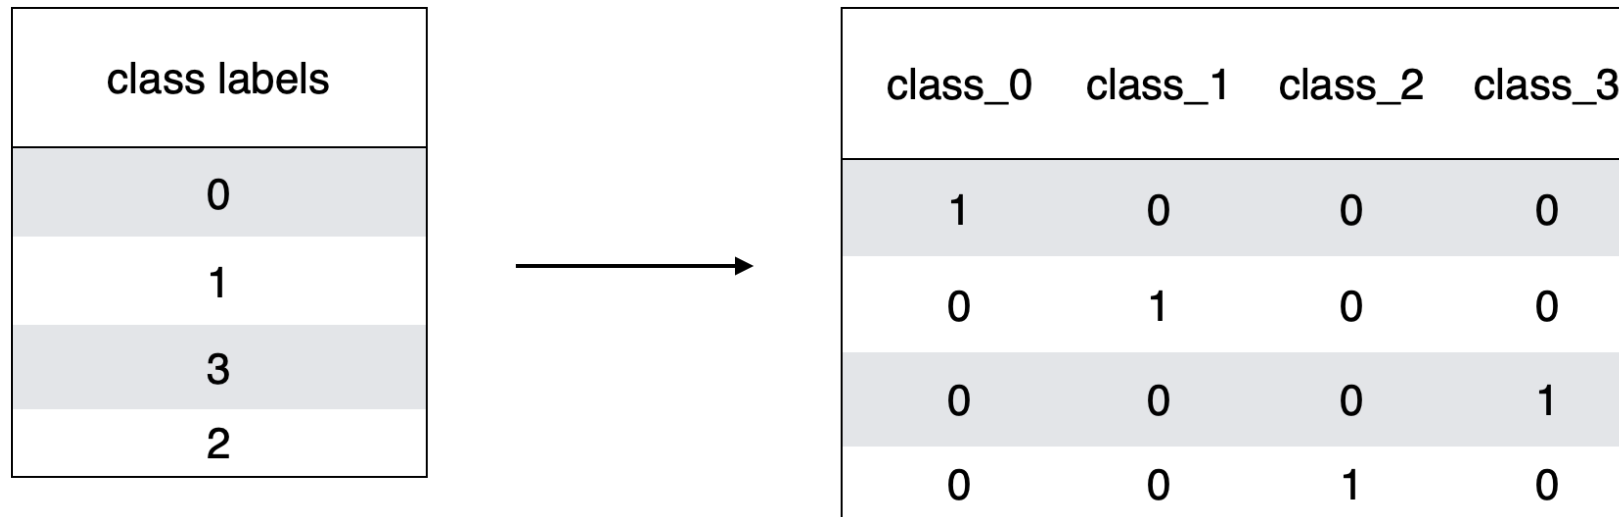 class labels
0
1
3
2
class_0 class_1 class_2 class_3
1 0 0 0
0 1 0 0
0 0 0 1
0 0 1 0